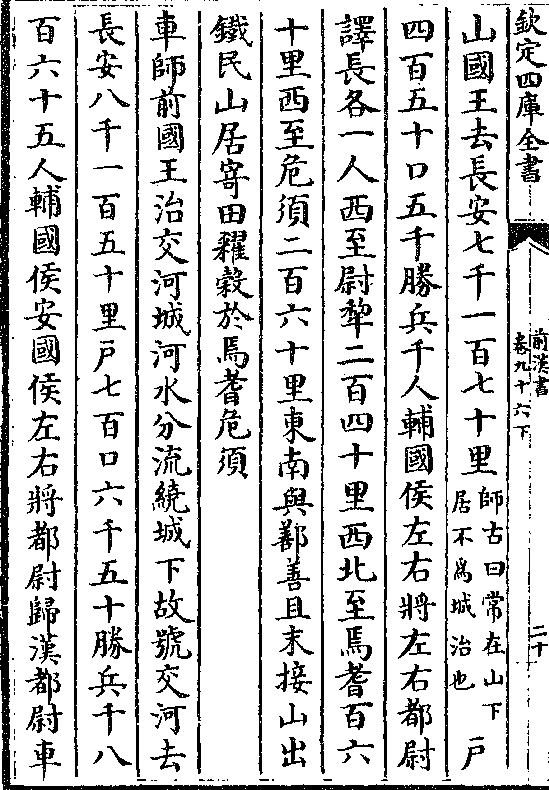 欽定四庫全書
前漢書
卷九十六下
二十
山國王去長安七千一百七十里師古曰常在山下居不為城治也戶
四百五十口五千勝兵千人輔國侯左右將左右都尉
譯長各一人西至尉犂二百四十里西北至焉耆百六
十里西至危須二百六十里東南與鄯善且末接山出
鐵民山居寄田糴榖於焉耆危須
車師前國王治交河城河水分流繞城下故號交河去
長安八千一百五十里戸七百口六千五十勝兵千八
百六十五人輔國侯安國侯左右將都尉歸漢都尉車